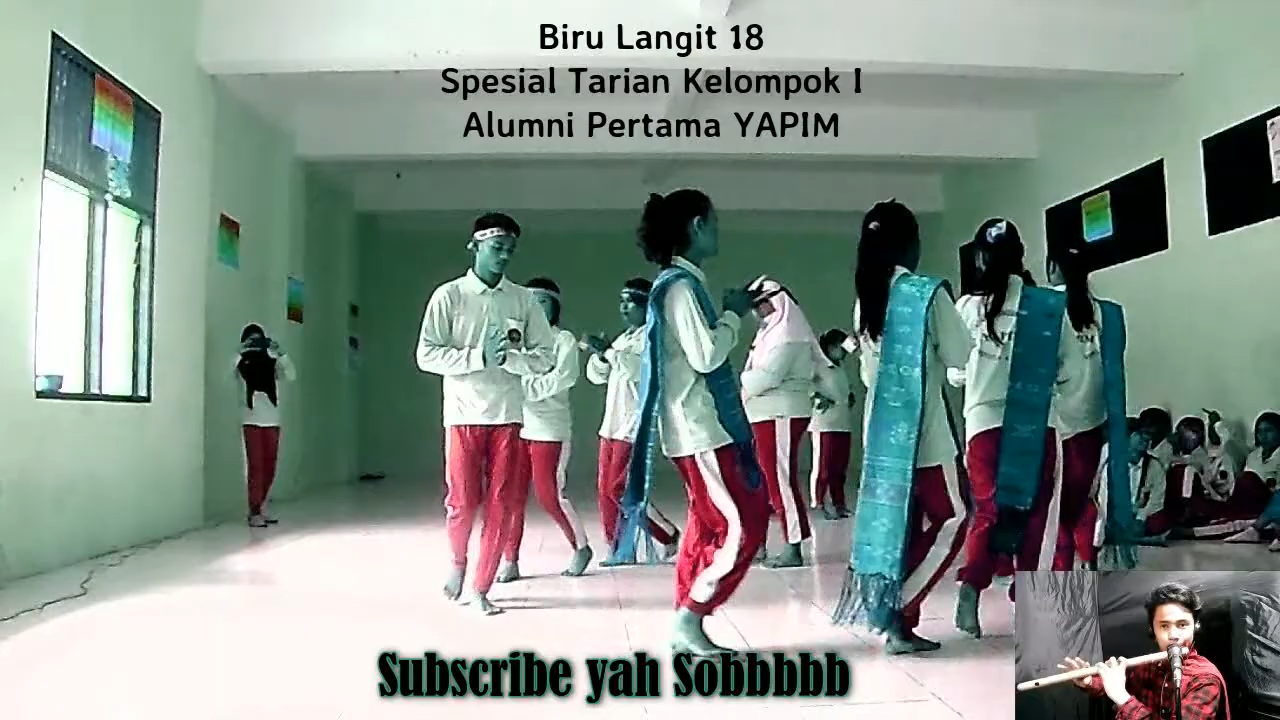 Biru Langit 18
Spesial Tarian Kelompok I
Alumni Pertama YAPIM
Subscribe yah Sobbbbb